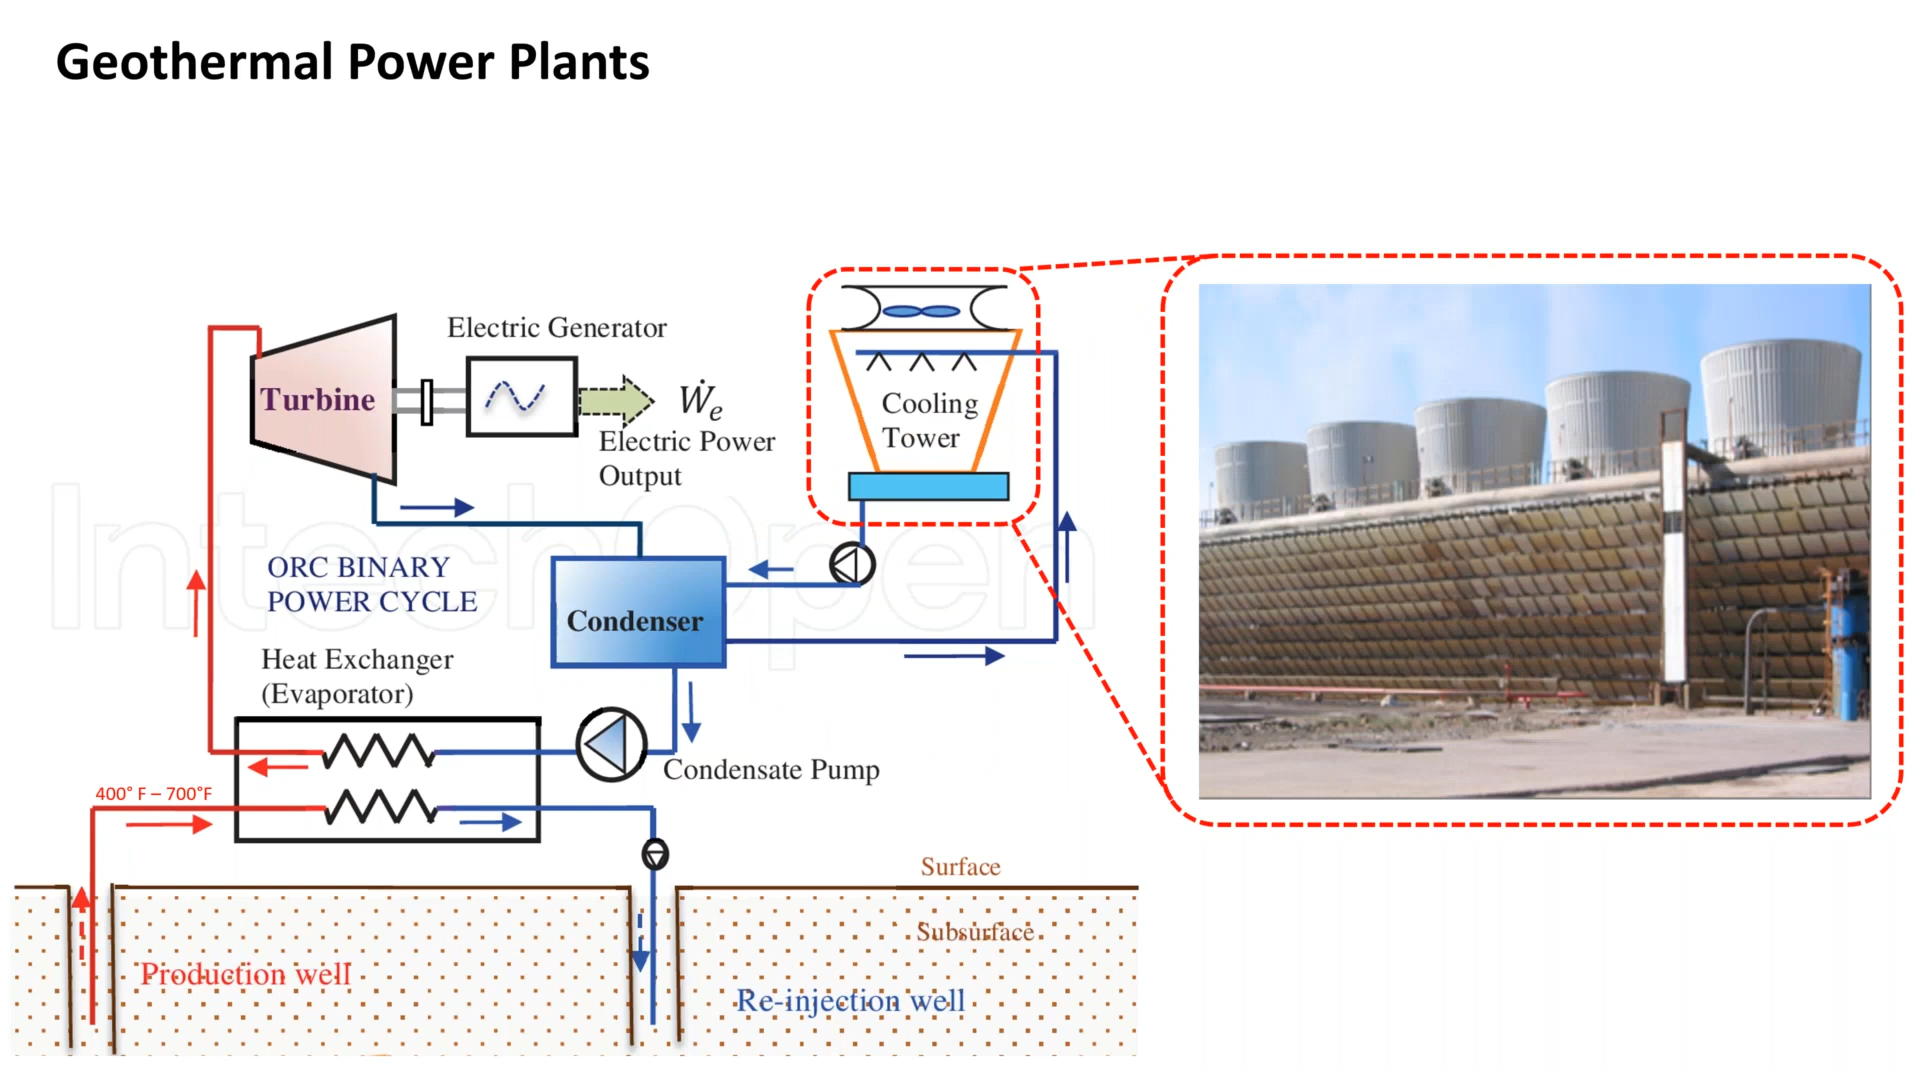 Geothermal Power Plants
Electric Generator
Turbine
Ẇe
Electric Power
Output
Cooling
Tower
IntechOpen
ORC BINARY
POWER CYCLE
Condenser
Heat Exchanger
(Evaporator)
Condensate Pump
400° F – 700°F
Surface
Subsurface
Production well
Re-injection well